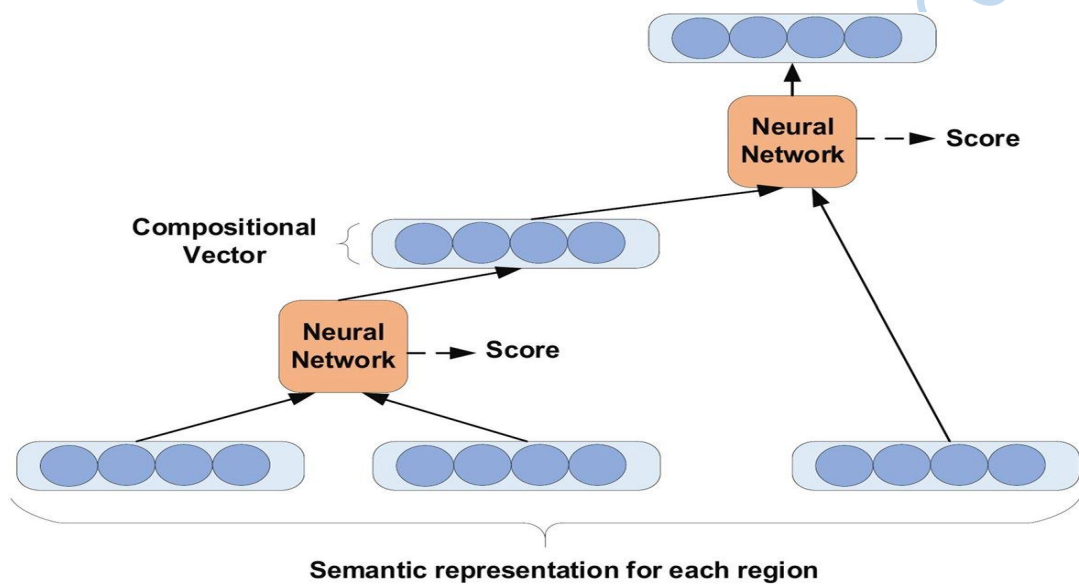 Neural
Network
Score
Compositional
Vector
Neural
Network
Score
Semantic representation for each region